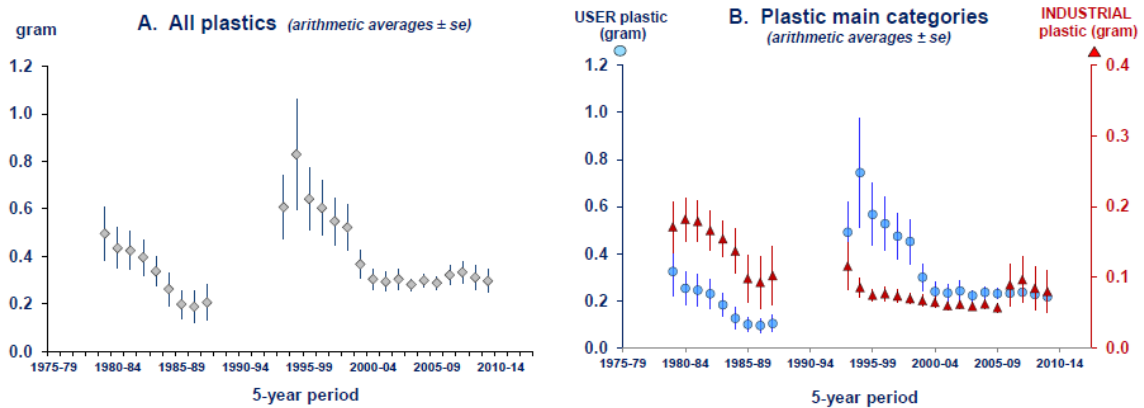 A. All plastics (arithmetic averages ± se)
gram
1.2
1.0
0.8
0.6
0.4
0.2
0.0
1975-79 1980-84 1985-89 1990-94 1995-99 2000-04 2005-09 2010-14
5-year period
USER plastic
(gram)
B. Plastic main categories
(arithmetic averages ± se)
INDUSTRIAL
plastic (gram)
1.2
1.0
0.8
0.6
0.4
0.2
0.0
0.4
0.3
0.2
0.1
0.0
1975-79 1980-84 1985-89 1990-94 1995-99 2000-04 2005-09 2010-14
5-year period